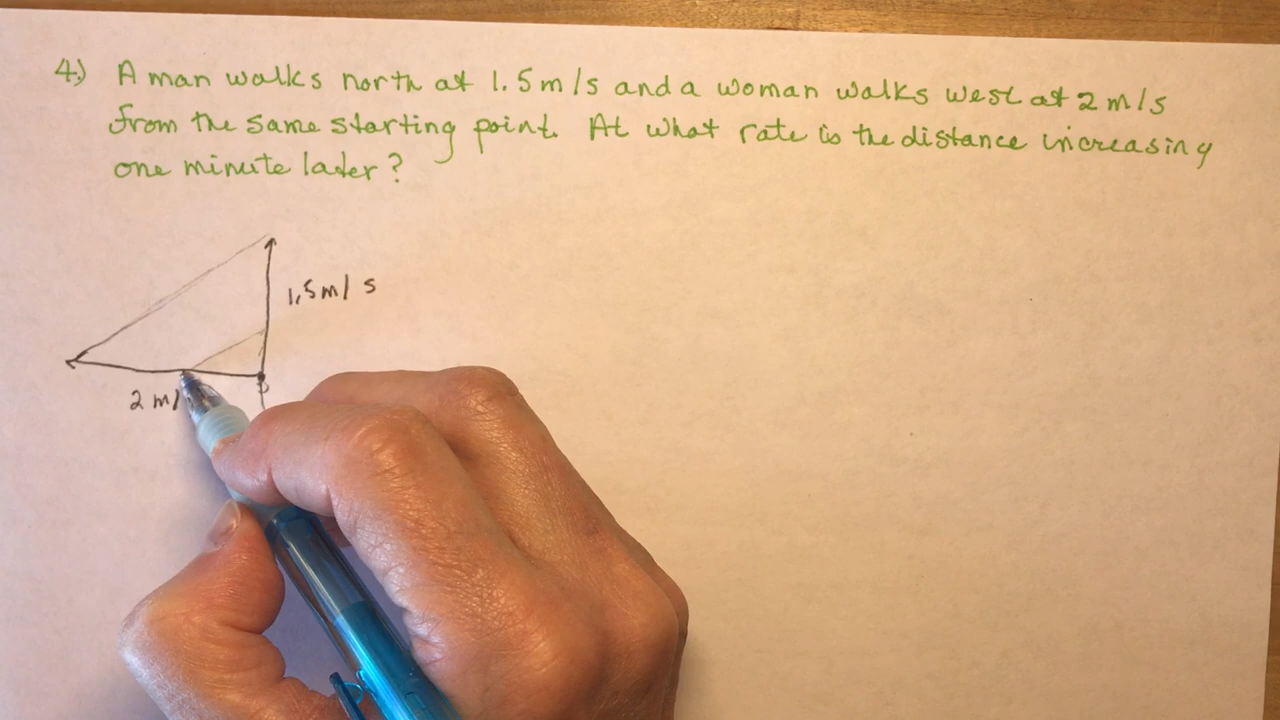 4.) A man walks north at 1.5 m/s and a woman walks west at 2 m/s
from the same starting point. At what rate is the distance increasing
one minute later?
1.5 m/s
2 m/